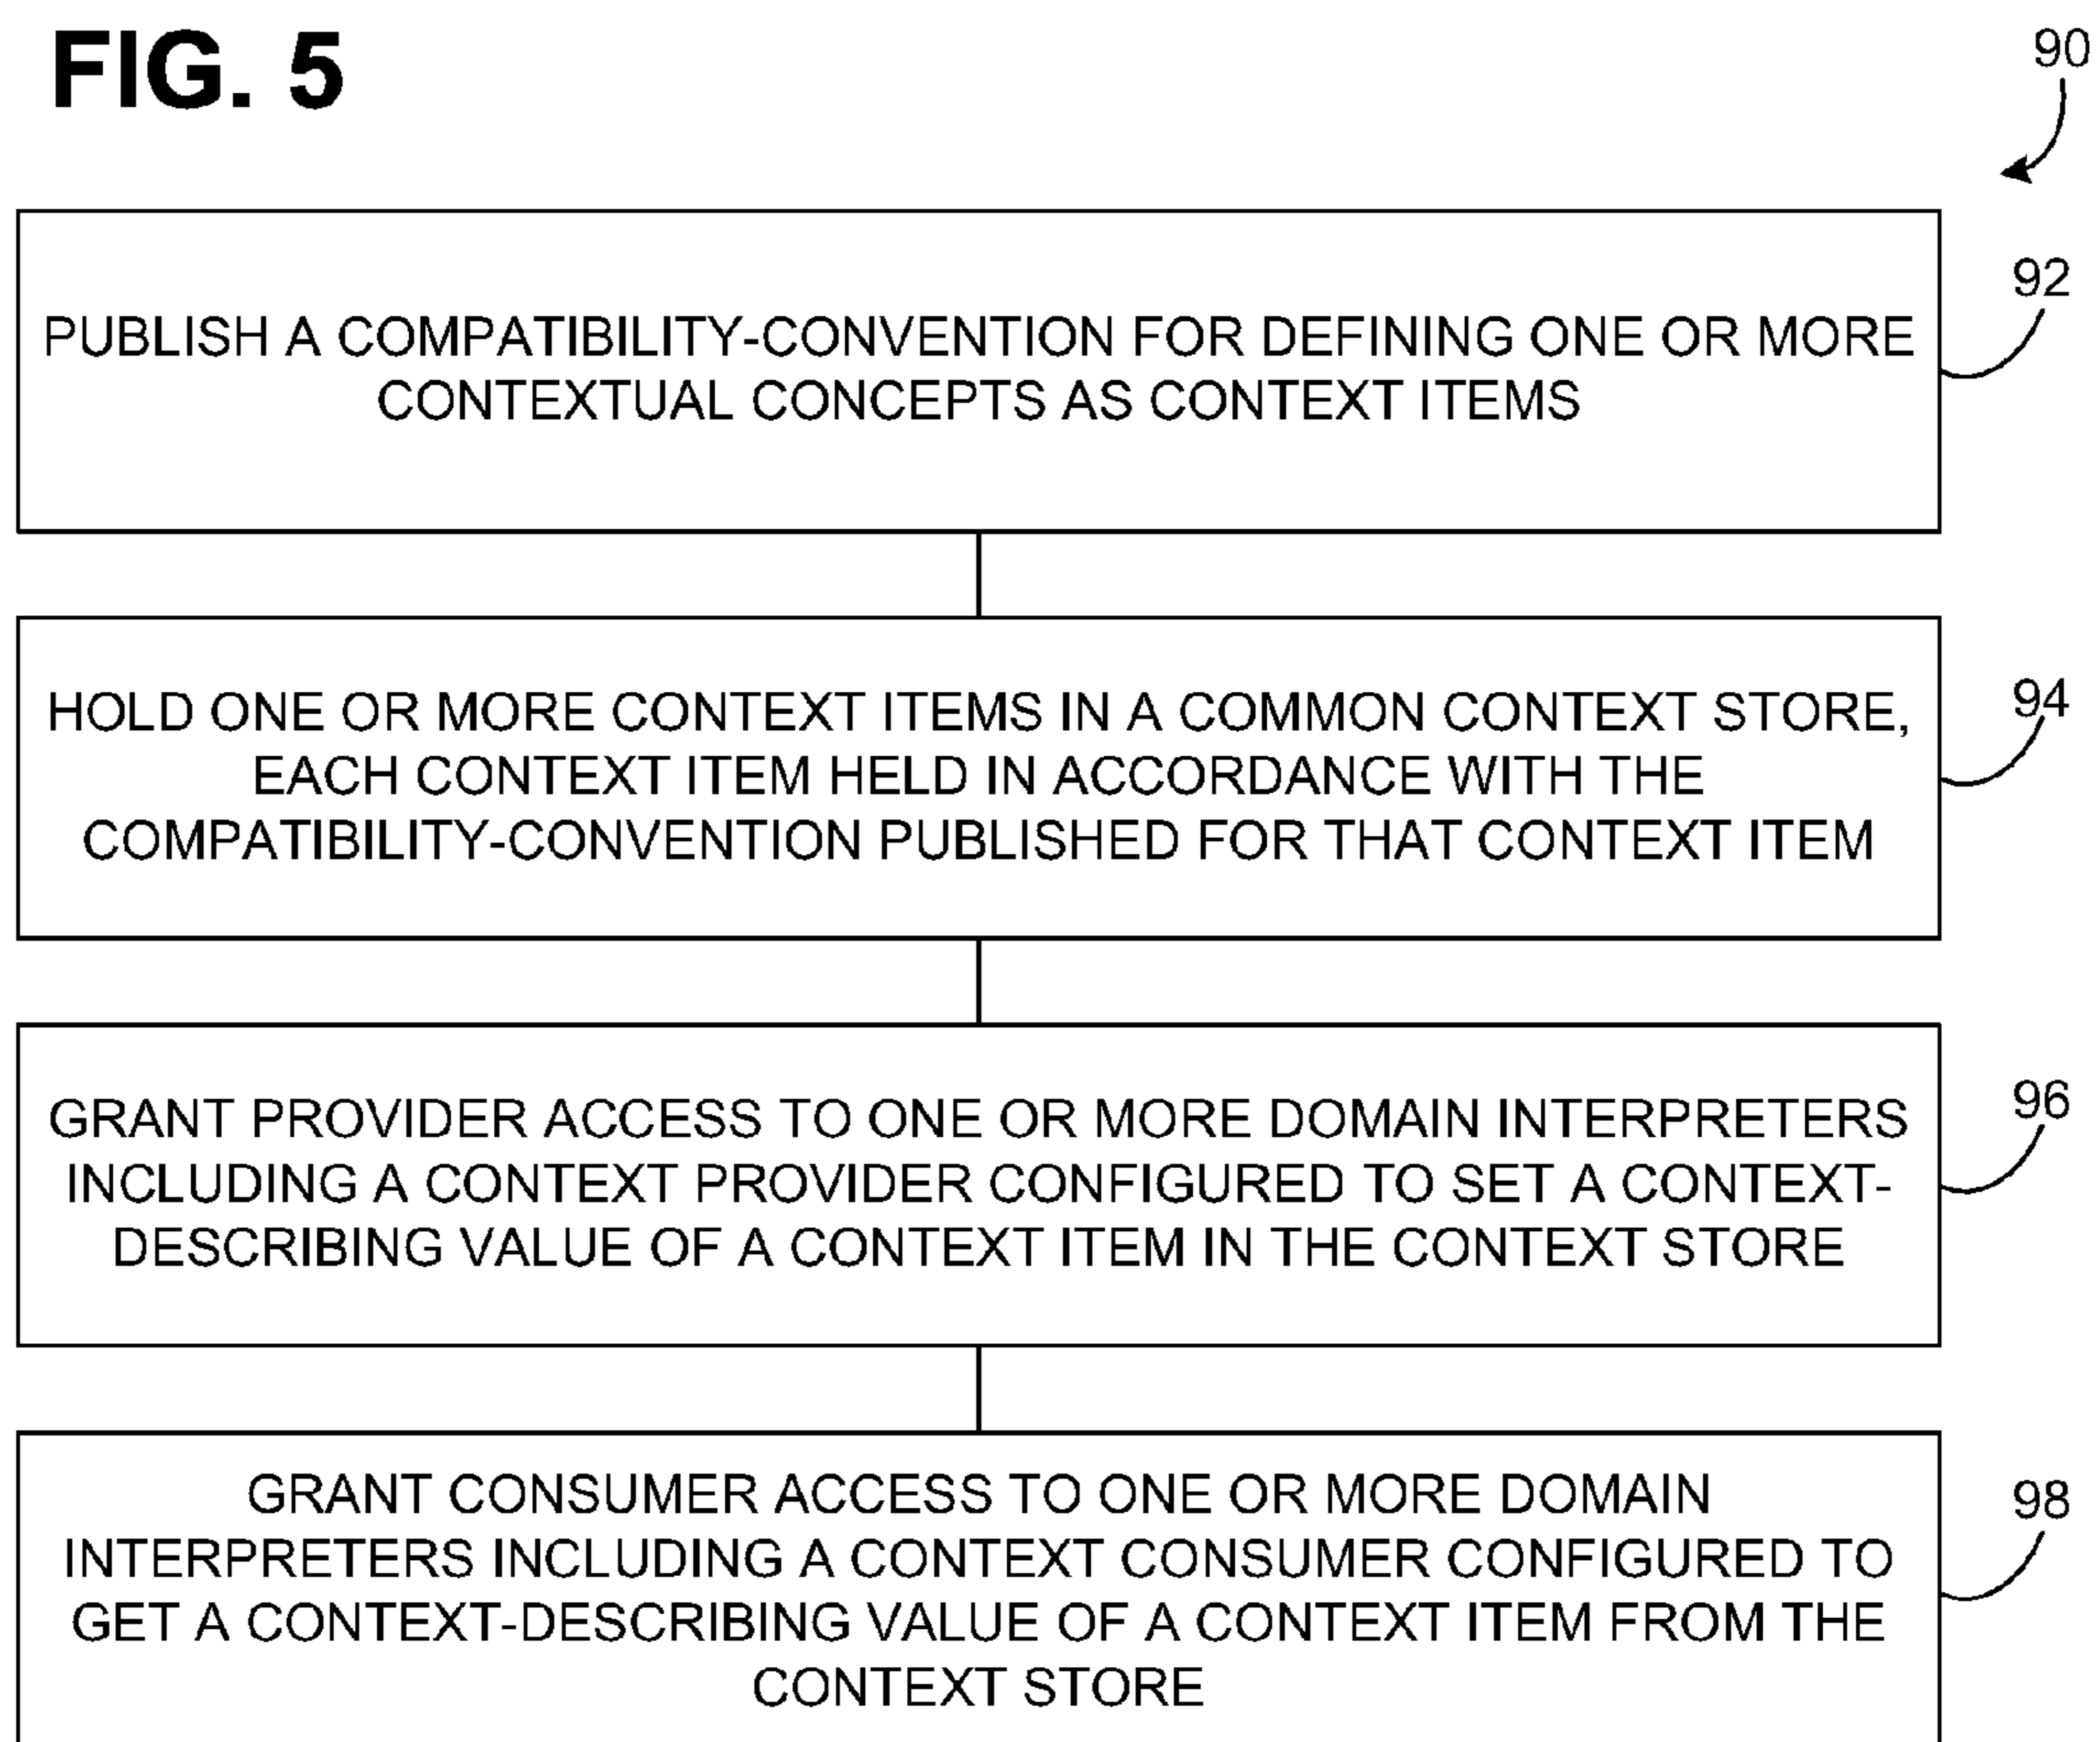 FIG. 5
90
PUBLISH A COMPATIBILITY-CONVENTION FOR DEFINING ONE OR MORE
CONTEXTUAL CONCEPTS AS CONTEXT ITEMS
92
HOLD ONE OR MORE CONTEXT ITEMS IN A COMMON CONTEXT STORE,
EACH CONTEXT ITEM HELD IN ACCORDANCE WITH THE
COMPATIBILITY-CONVENTION PUBLISHED FOR THAT CONTEXT ITEM
94
GRANT PROVIDER ACCESS TO ONE OR MORE DOMAIN INTERPRETERS
INCLUDING A CONTEXT PROVIDER CONFIGURED TO SET A CONTEXT-
DESCRIBING VALUE OF A CONTEXT ITEM IN THE CONTEXT STORE
96
GRANT CONSUMER ACCESS TO ONE OR MORE DOMAIN
INTERPRETERS INCLUDING A CONTEXT CONSUMER CONFIGURED TO
GET A CONTEXT-DESCRIBING VALUE OF A CONTEXT ITEM FROM THE
CONTEXT STORE
98